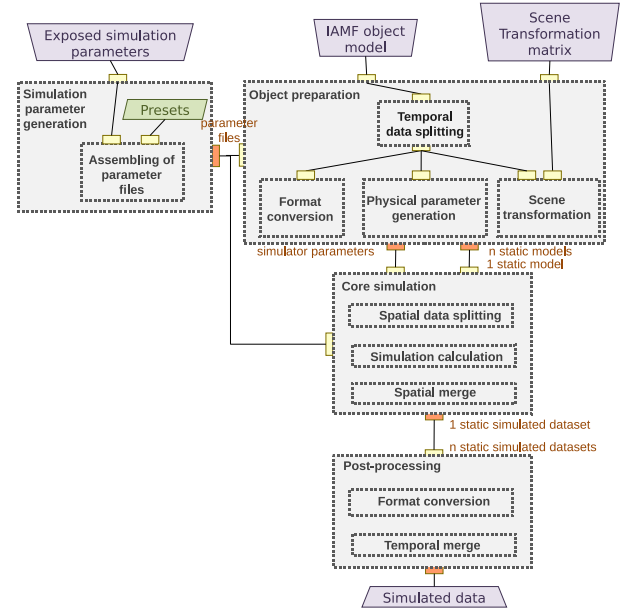 Exposed simulation
parameters
IAMF object
model
Scene
Transformation
matrix
Simulation
parameter
generation
Presets
Assembling of
parameter
files
parameter
files
Object preparation
Temporal
data splitting
Format
conversion
Physical parameter
generation
Scene
transformation
simulator parameters
n static models
1 static model
Core simulation
Spatial data splitting
Simulation calculation
Spatial merge
1 static simulated dataset
n static simulated datasets
Post-processing
Format conversion
Temporal merge
Simulated data